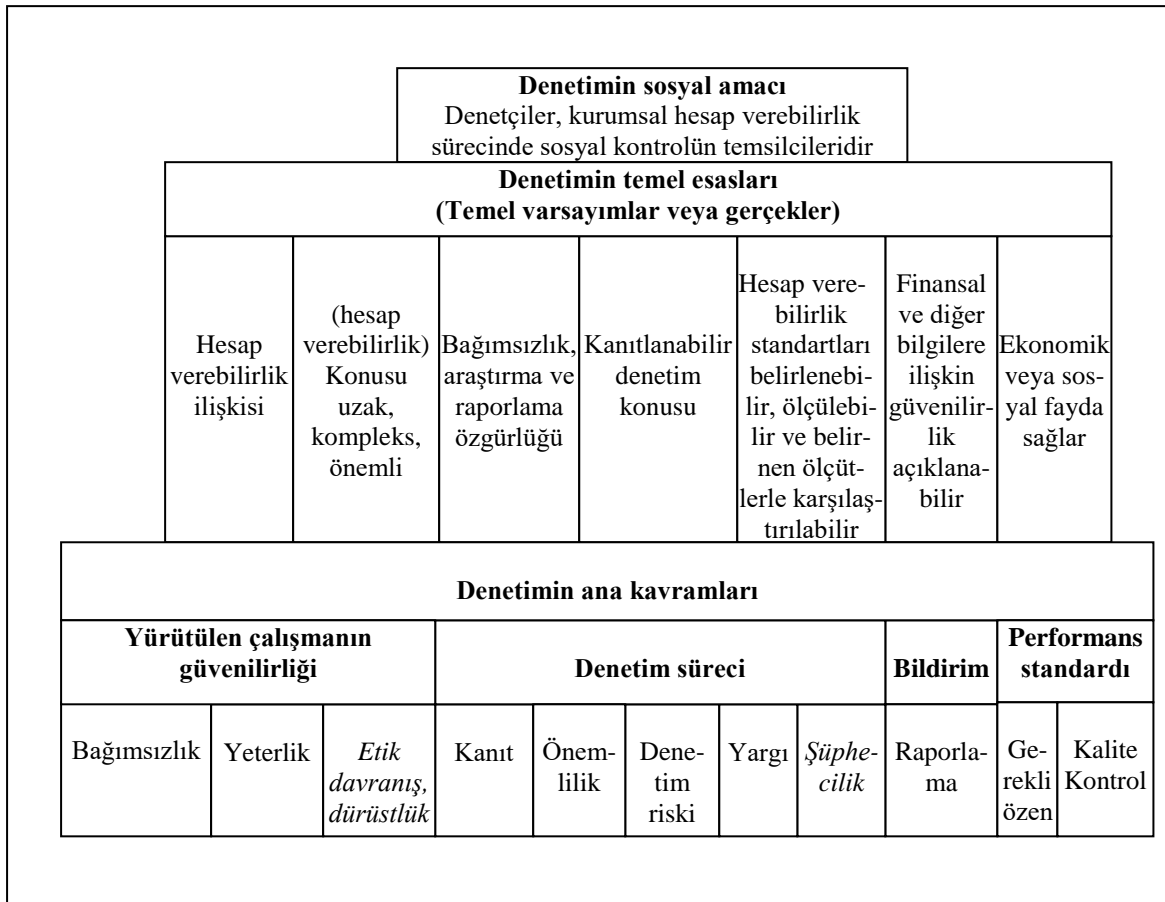 Denetimin sosyal amacı
Denetçiler, kurumsal hesap verebilirlik
sürecinde sosyal kontrolün temsilcileridir
Denetimin temel esasları
(Temel varsayımlar veya gerçekler)
Hesap
verebilirlik
ilişkisi
(hesap
verebilirlik)
Konusu
uzak,
kompleks,
önemli
Bağımsızlık,
araştırma ve
raporlama
özgürlüğü
Kanıtlanabilir
denetim
konusu
Hesap vere-
bilirlik
standartları
belirlenebi-
lir, ölçülebi-
lir ve belir-
nen ölçüt-
lerle karşılaş-
tırılabilir
Finansal
ve diğer
bilgilere
ilişkin
güvenilir-
lik
açıklana-
bilir
Ekonomik
veya sos-
yal fayda
sağlar
Denetimin ana kavramları
Yürütülen çalışmanın
güvenilirliği
Denetim süreci
Bildirim
Performans
standardı
Bağımsızlık
Yeterlik
Etik
davranış,
dürüstlük
Kanıt
Önem-
lilik
Dene-
tim
riski
Yargı
Şüphe-
cilik
Raporla-
ma
Ge-
rekli
özen
Kalite
Kontrol